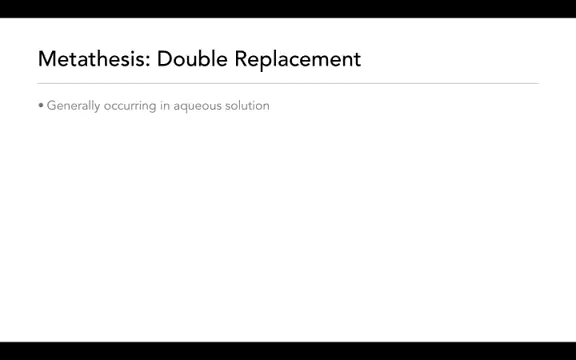 Metathesis: Double Replacement
• Generally occurring in aqueous solution